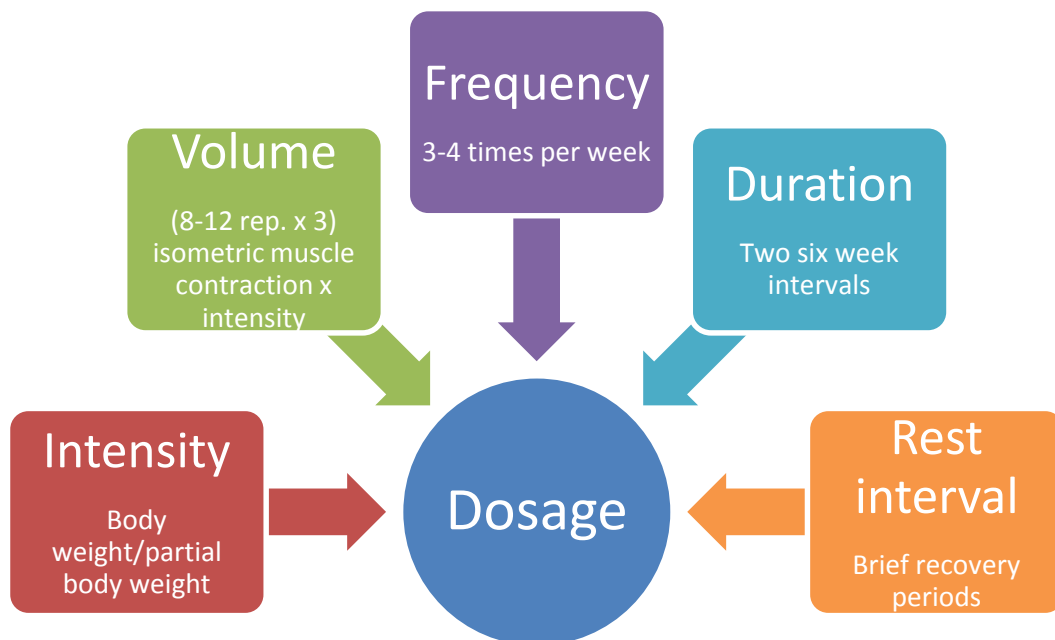 Frequency
3-4 times per week
Volume
(8-12 rep. x 3)
isometric muscle
contraction x
intensity
Duration
Two six week
intervals
Intensity
Body
weight/partial
body weight
Rest
interval
Brief recovery
periods
Dosage